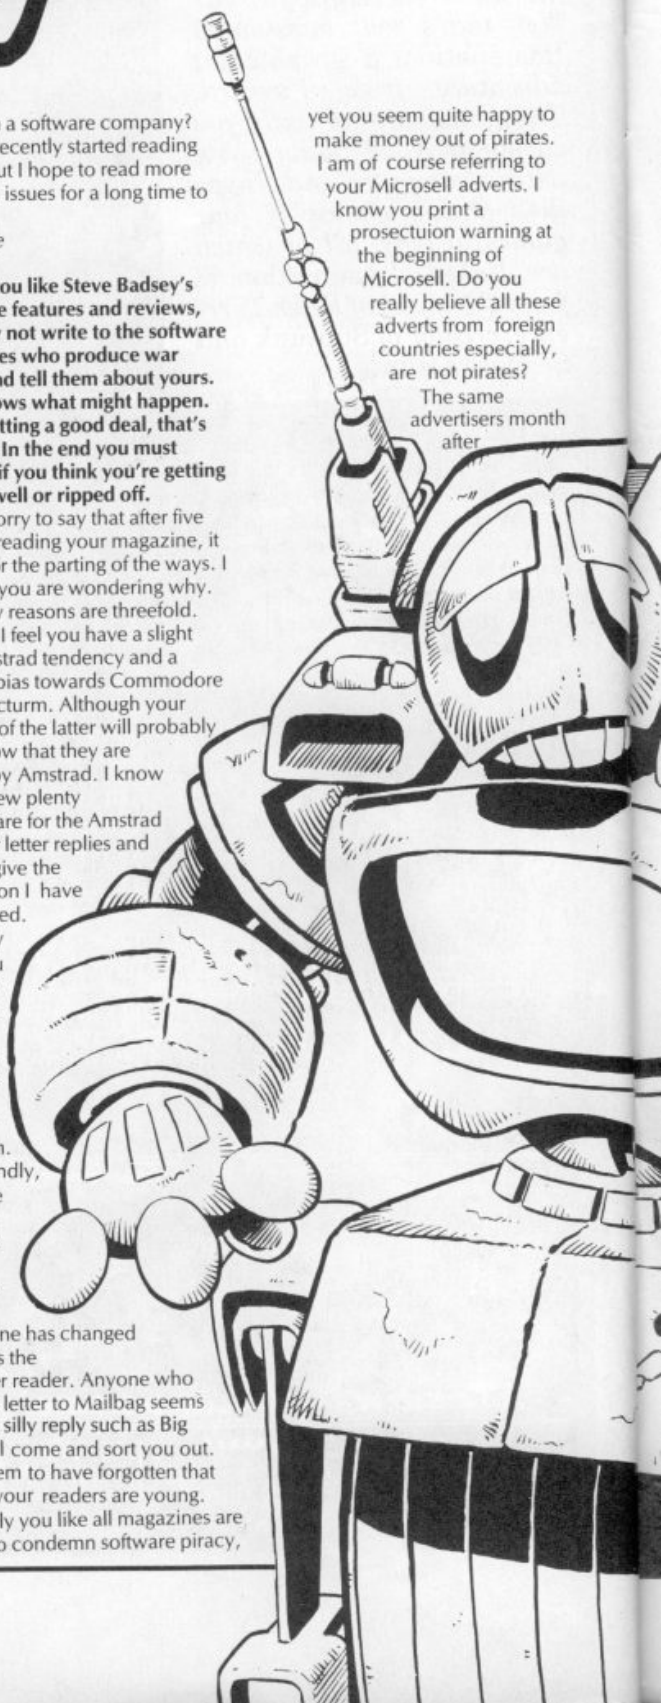 a software company?
ecently started reading
ut I hope to read more
issues for a long time to
e
ou like Steve Badsey's
e features and reviews,
not write to the software
es who produce war
nd tell them about yours.
ows what might happen.
tting a good deal, that's
In the end you must
if you think you're getting
well or ripped off.
orry to say that after five
reading your magazine, it
r the parting of the ways. I
you are wondering why.
reasons are threefold.
I feel you have a slight
strad tendency and a
bias towards Commodore
cturm. Although your
of the latter will probably
w that they are
by Amstrad. I know
ew plenty
are for the Amstrad
letter replies and
give the
on I have
ed.
n.
ndly,
e
ne has changed
s the
r reader. Anyone who
letter to Mailbag seems
silly reply such as Big
l come and sort you out.
em to have forgotten that
your readers are young.
ly you like all magazines are
o condemn software piracy,
yet you seem quite happy to
make money out of pirates.
I am of course referring to
your Microsell adverts. I
know you print a
prosectuion warning at
the beginning of
Microsell. Do you
really believe all these
adverts from foreign
countries especially,
are not pirates?
The same
advertisers month
after